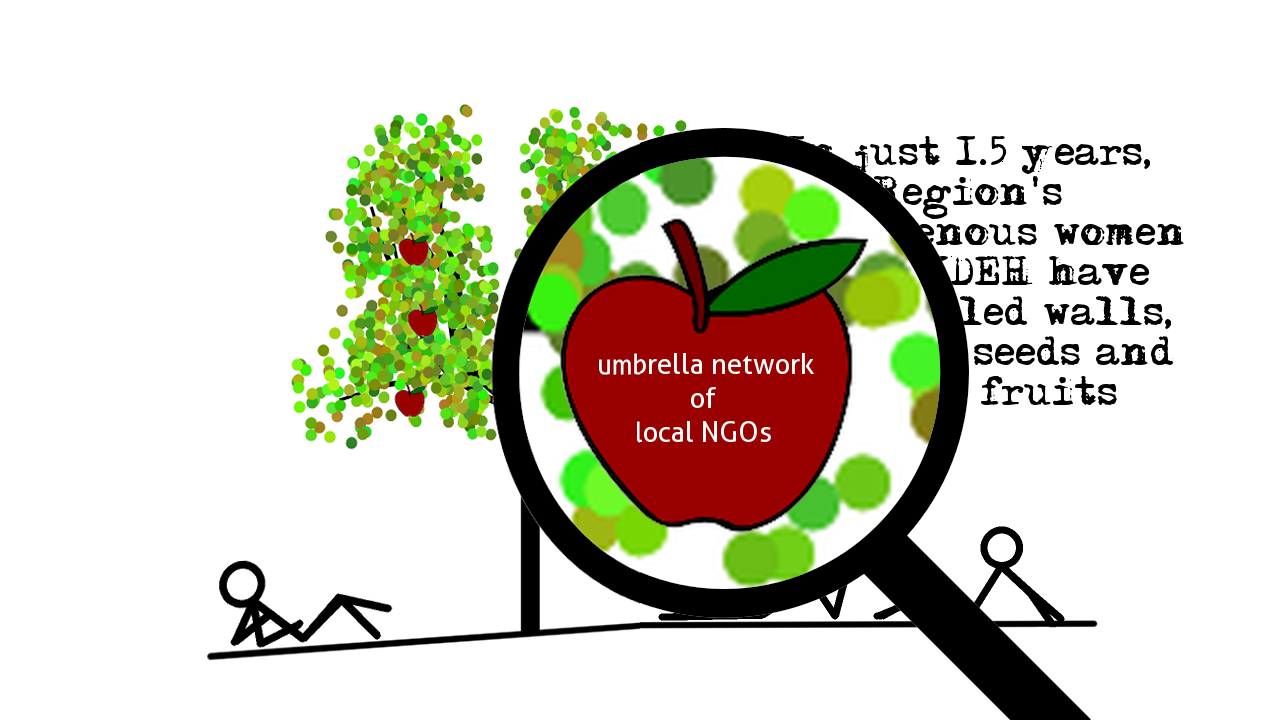 umbrella network
of
local NGOs
just 1.5 years,
Region's
women
have
walls,
seeds and
fruits